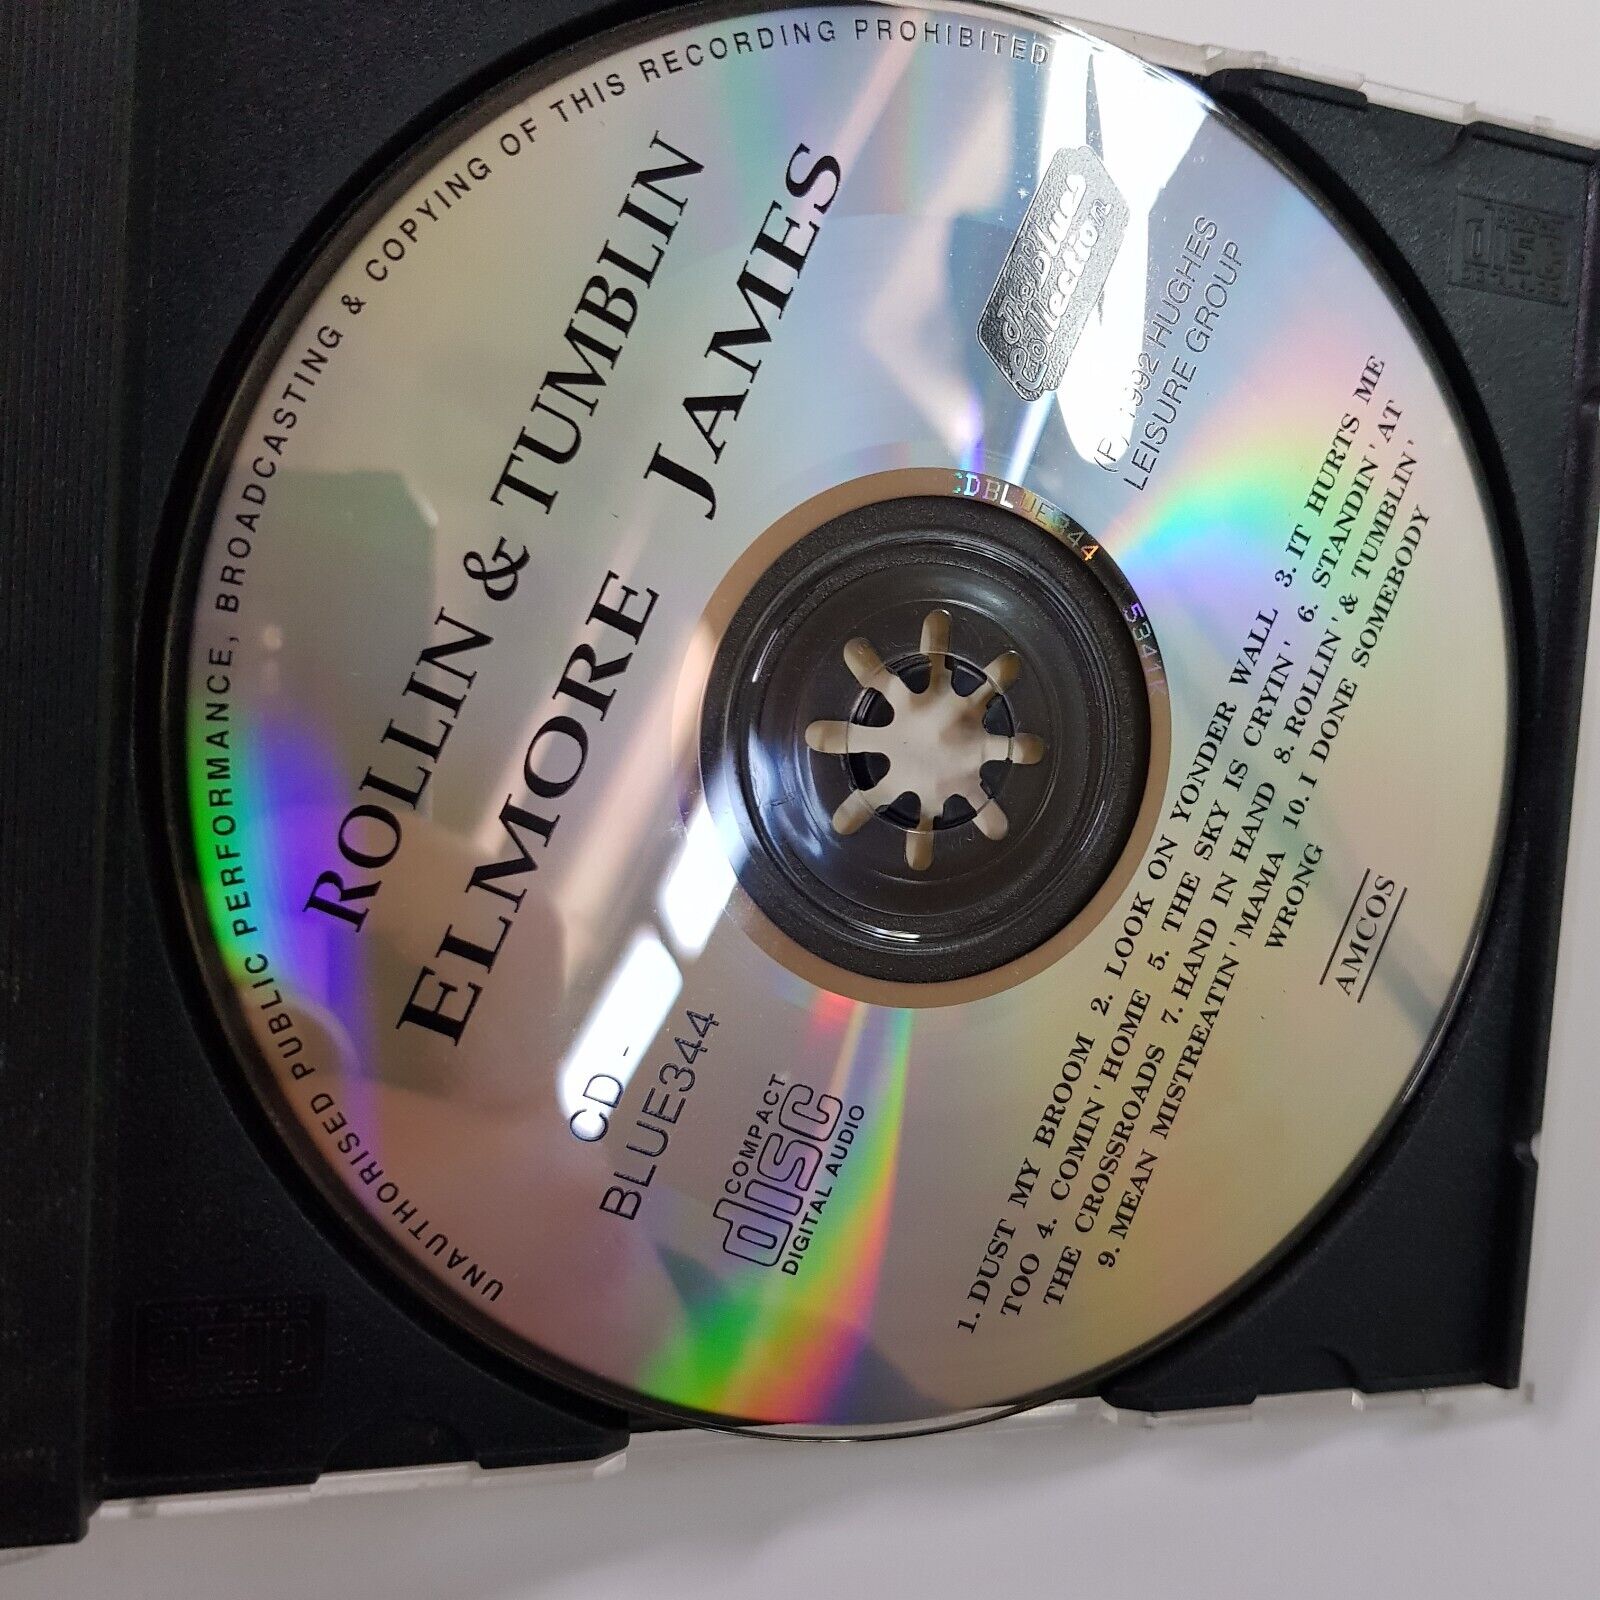 UNAUTHORISED PUBLIC PERFORMANCE, BROADCASTING & COPYING OF THIS RECORDING PROHIBITED
ROLLIN & TUMBLIN
ELMORE JAMES
CD -
BLUE344
COMPACT
disc
DIGITAL AUDIO
The Blues
Collection
(P) 1992 HUGHES
LEISURE GROUP
CDBLUE344 5341K
1. DUST MY BROOM 2. LOOK ON YONDER WALL 3. IT HURTS ME
TOO 4. COMIN' HOME 5. THE SKY IS CRYIN' 6. STANDIN' AT
THE CROSSROADS 7. HAND IN HAND 8. ROLLIN' & TUMBLIN'
9. MEAN MISTREATIN' MAMA 10. I DONE SOMEBODY
WRONG
AMCOS
disc